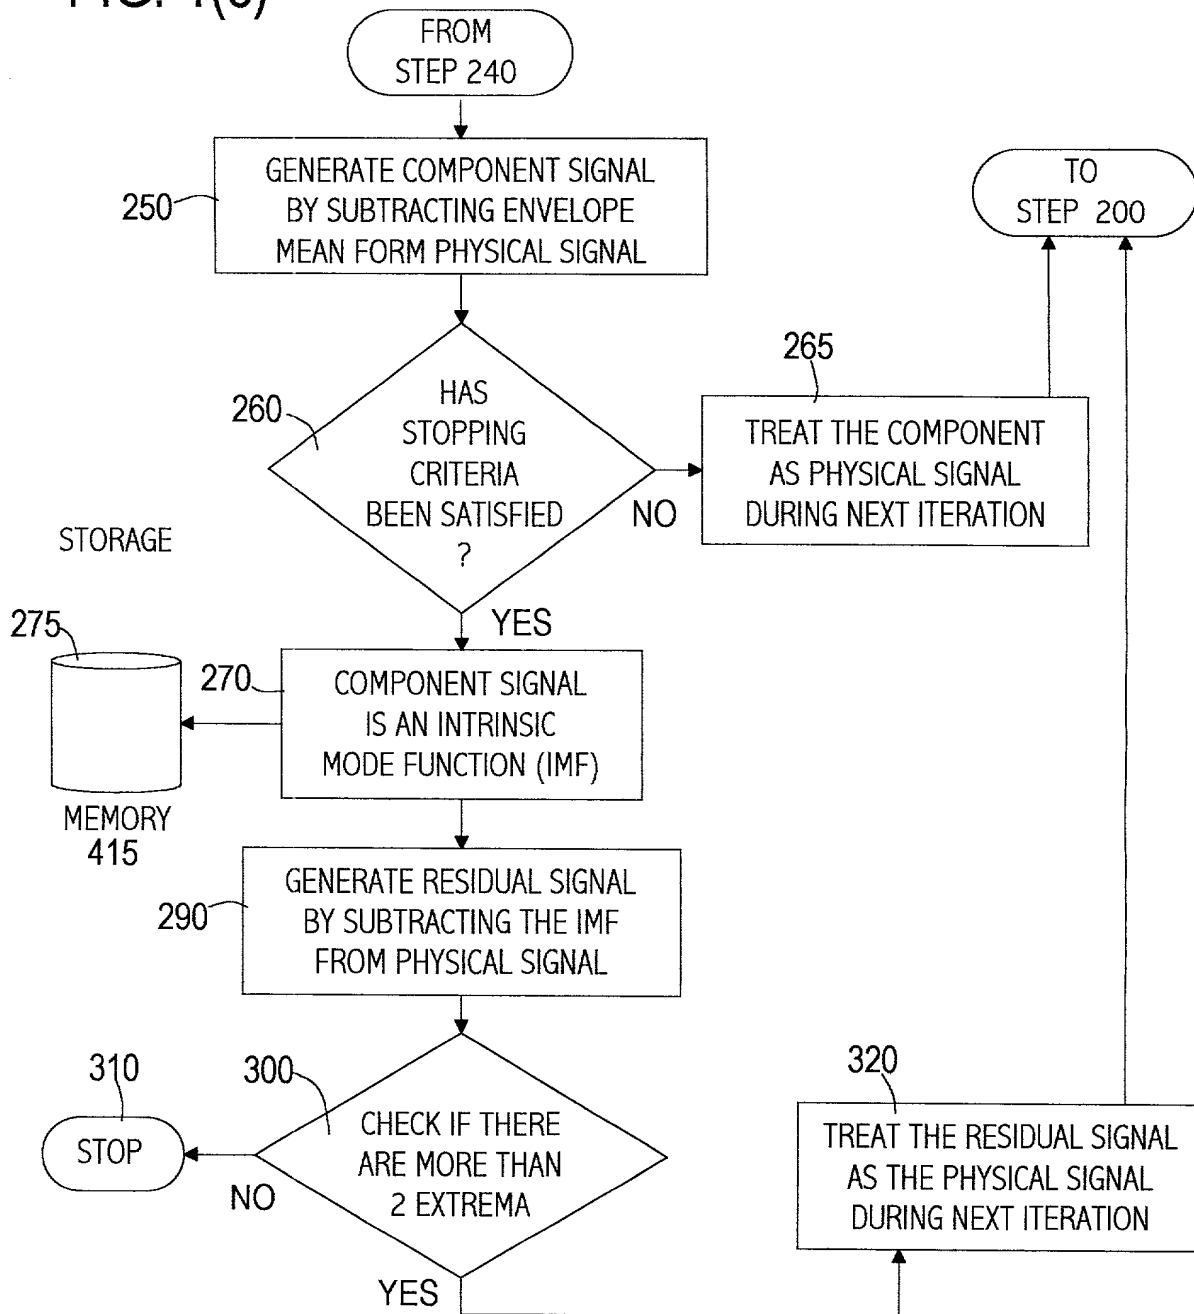 FROM
STEP 240
250
GENERATE COMPONENT SIGNAL
BY SUBTRACTING ENVELOPE
MEAN FORM PHYSICAL SIGNAL
TO
STEP 200
260
HAS
STOPPING
CRITERIA
BEEN SATISFIED
?
NO
265
TREAT THE COMPONENT
AS PHYSICAL SIGNAL
DURING NEXT ITERATION
YES
STORAGE
275
MEMORY
415
270
COMPONENT SIGNAL
IS AN INTRINSIC
MODE FUNCTION (IMF)
290
GENERATE RESIDUAL SIGNAL
BY SUBTRACTING THE IMF
FROM PHYSICAL SIGNAL
300
CHECK IF THERE
ARE MORE THAN
2 EXTREMA
310
STOP
NO
YES
320
TREAT THE RESIDUAL SIGNAL
AS THE PHYSICAL SIGNAL
DURING NEXT ITERATION